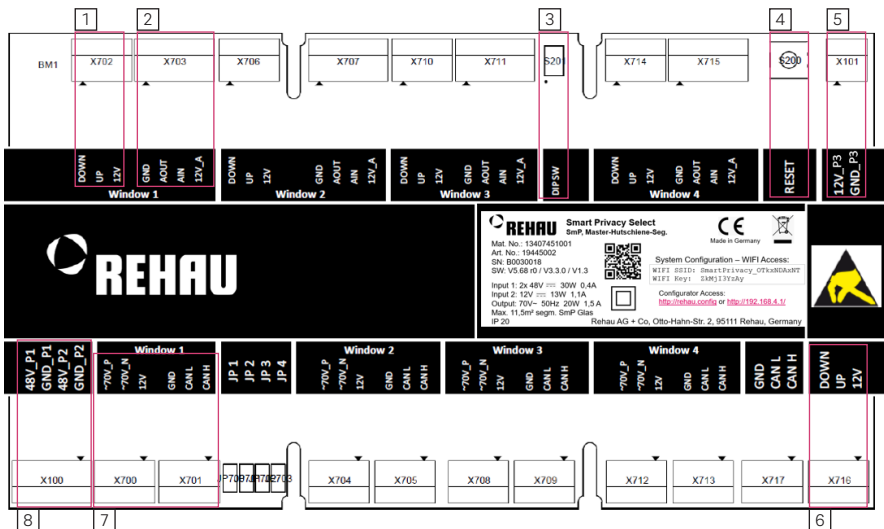 1 2 3 4 5
BM1 X702 X703 X706 X707 X710 X711 S201 X714 X715 S200 X101
DOWN UP 12V GND AOUT AIN 12V_A DOWN UP 12V GND AOUT AIN 12V_A DOWN UP 12V GND AOUT AIN 12V_A DIPSW DOWN UP 12V GND AOUT AIN 12V_A RESET 12V_P3 GND_P3
Window 1 Window 2 Window 3 Window 4
REHAU
REHAU Smart Privacy Select
SmP, Master-Hutschiene-Seg.
Mat. No.: 13407451001
Art. No.: 19445002
SN: B0030018
SW: V5.68 r0 / V3.3.0 / V1.3
Input 1: 2x 48V 30W 0,4A
Input 2: 12V 13W 1,1A
Output: 70V~ 50Hz 20W 1,5 A
Max. 11,5m² segm. SmP Glas
IP 20
CE
Made in Germany
System Configuration – WIFI Access:
WIFI SSID: SmartPrivacy_OTkxNDAxNT
WIFI Key: ZkMjI3YzAy
Configurator Access:
http://rehau.config or http://192.168.4.1/
Rehau AG + Co, Otto-Hahn-Str. 2, 95111 Rehau, Germany
Window 1 Window 2 Window 3 Window 4
48V_P1 GND_P1 48V_P2 GND_P2 ~70V_P ~70V_N 12V GND CAN L CAN H JP 1 JP 2 JP 3 JP 4 ~70V_P ~70V_N 12V GND CAN L CAN H ~70V_P ~70V_N 12V GND CAN L CAN H ~70V_P ~70V_N 12V GND CAN L CAN H GND CAN L CAN H DOWN UP 12V
X100 X700 X701 X704 X705 X708 X709 X712 X713 X717 X716
8 7 6